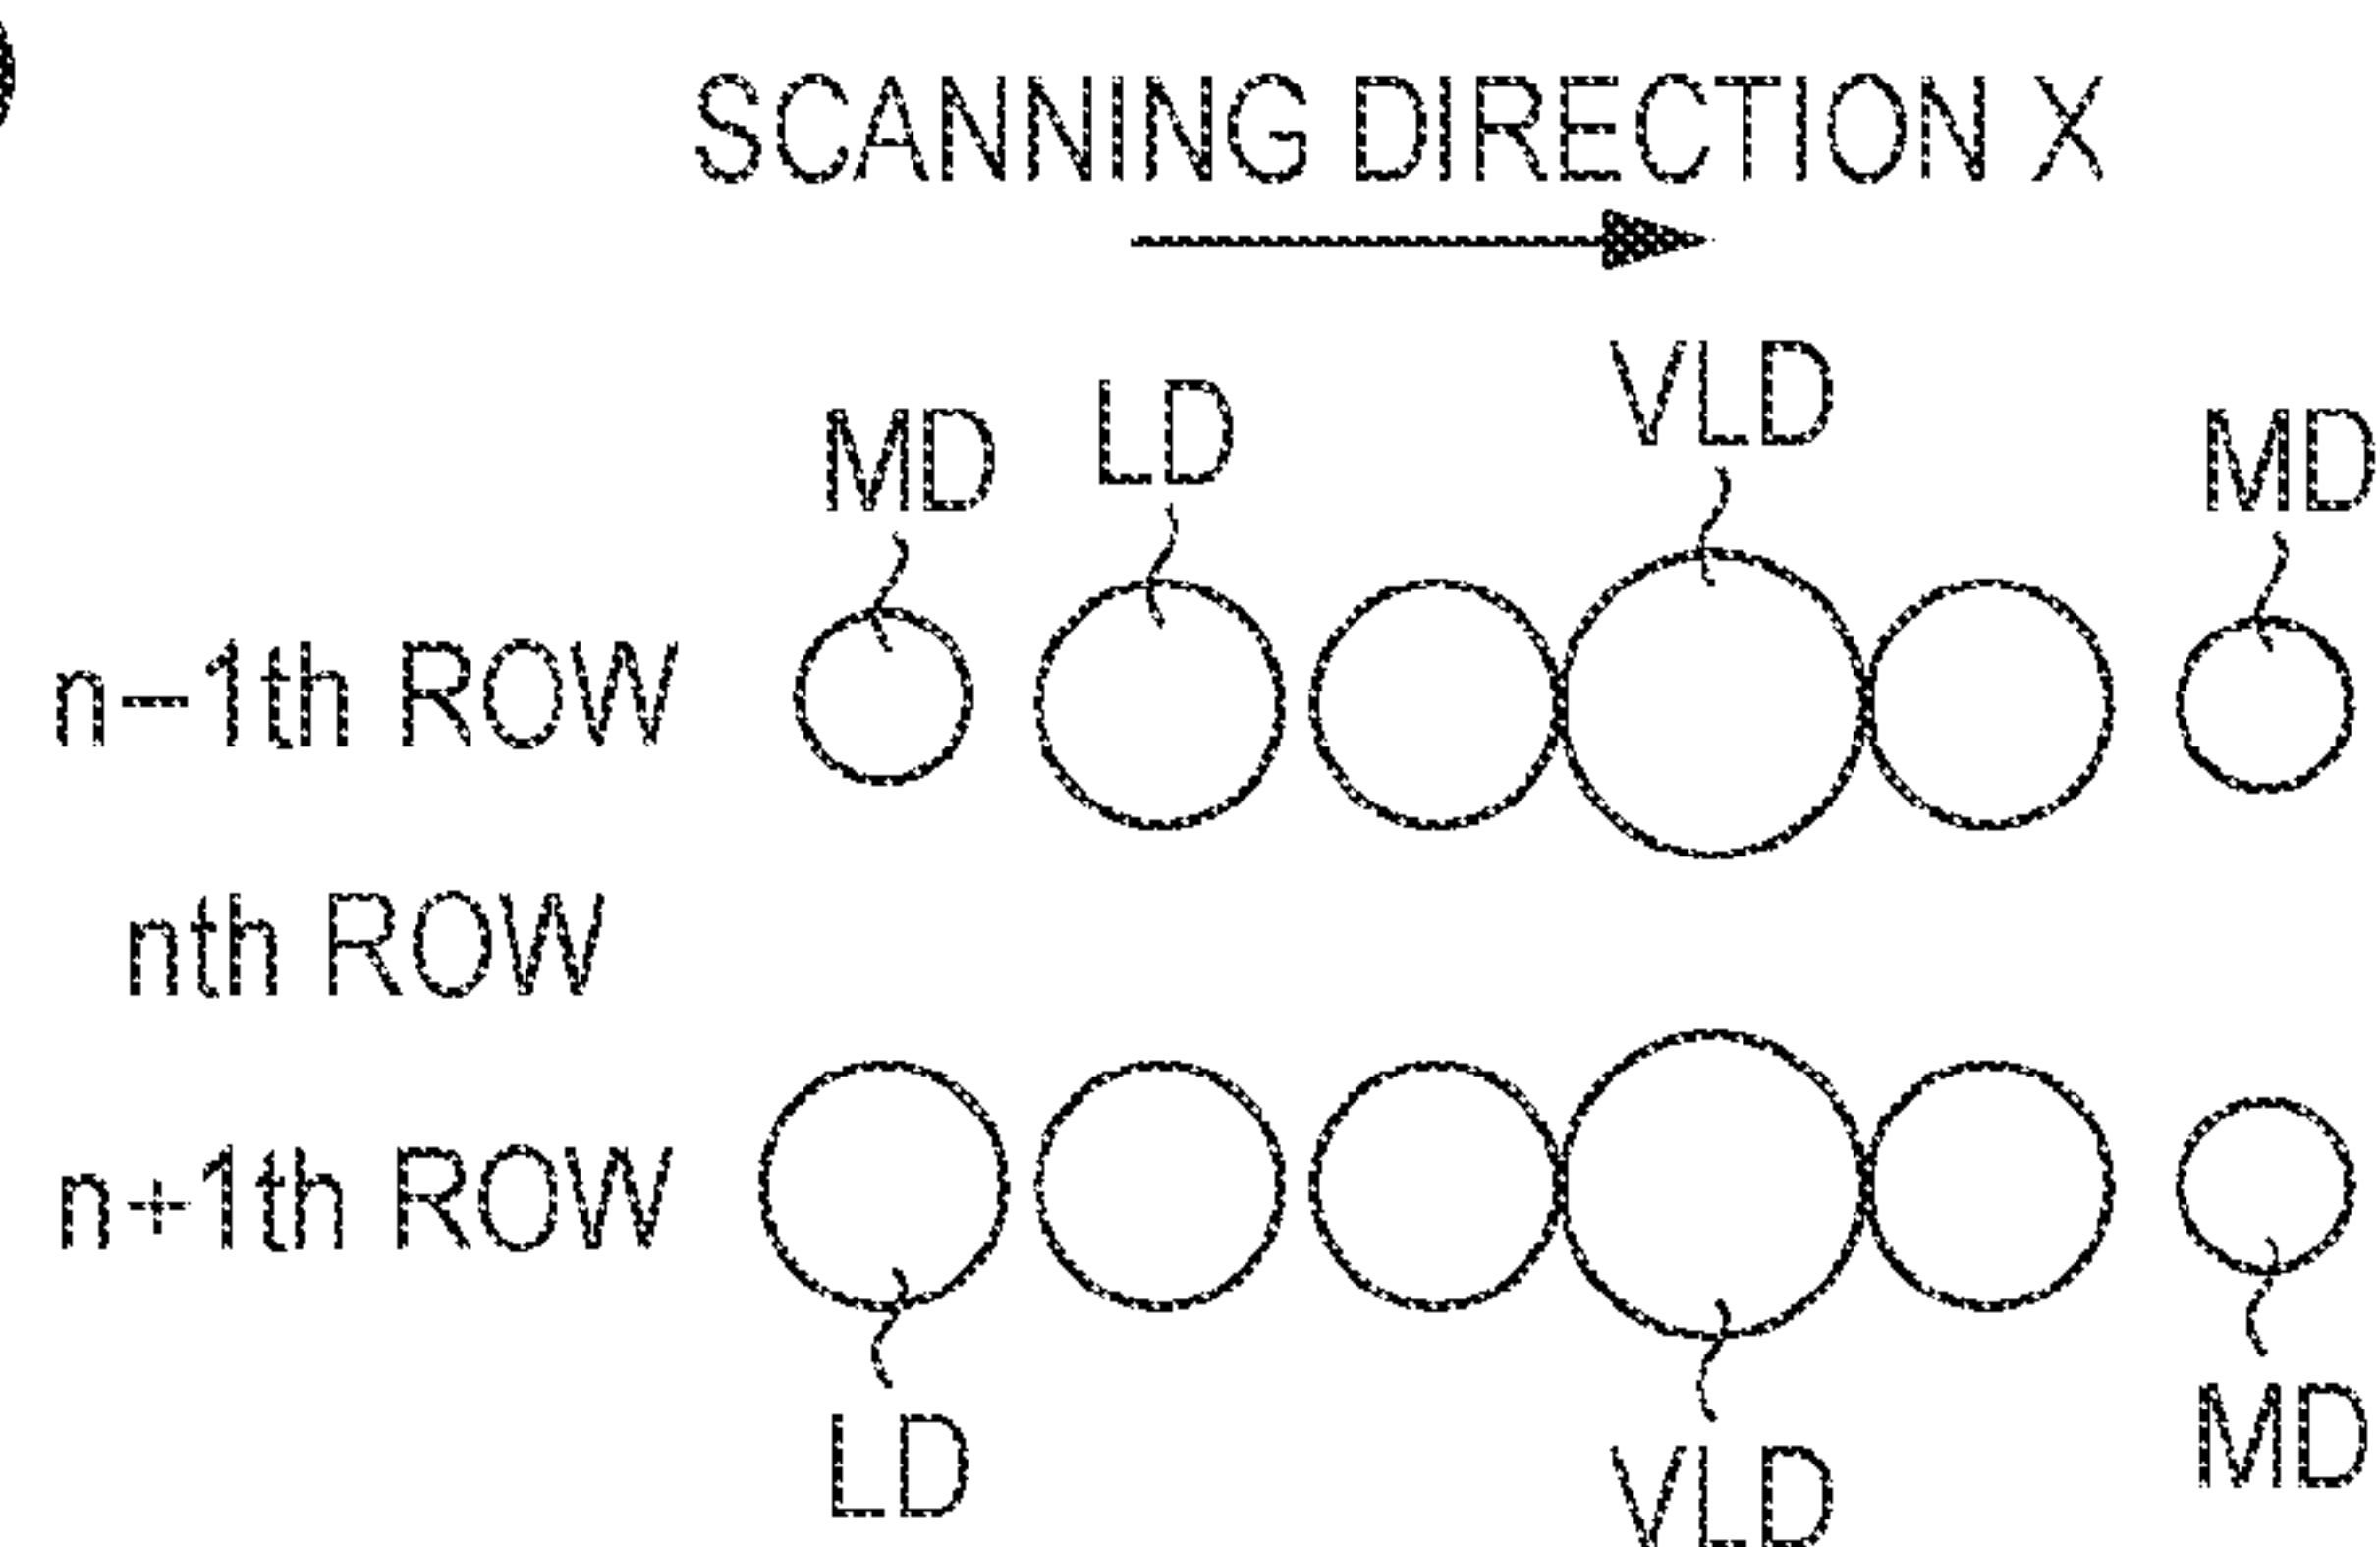 SCANNING DIRECTION X
MD LD VLD MD
n−1th ROW
nth ROW
n+1th ROW
LD VLD MD